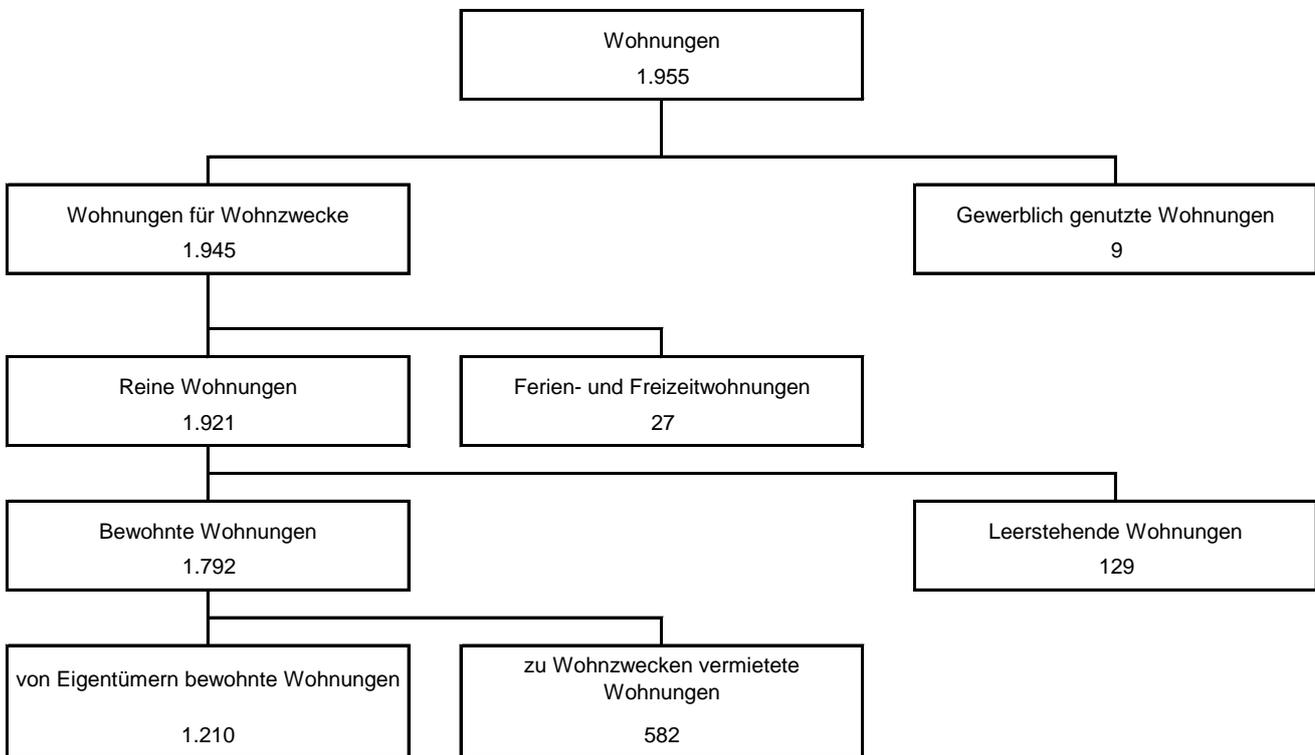 Wohnungen
1.955
Wohnungen für Wohnzwecke
1.945
Gewerblich genutzte Wohnungen
9
Reine Wohnungen
1.921
Ferien- und Freizeitwohnungen
27
Bewohnte Wohnungen
1.792
Leerstehende Wohnungen
129
von Eigentümern bewohnte Wohnungen
1.210
zu Wohnzwecken vermietete
Wohnungen
582